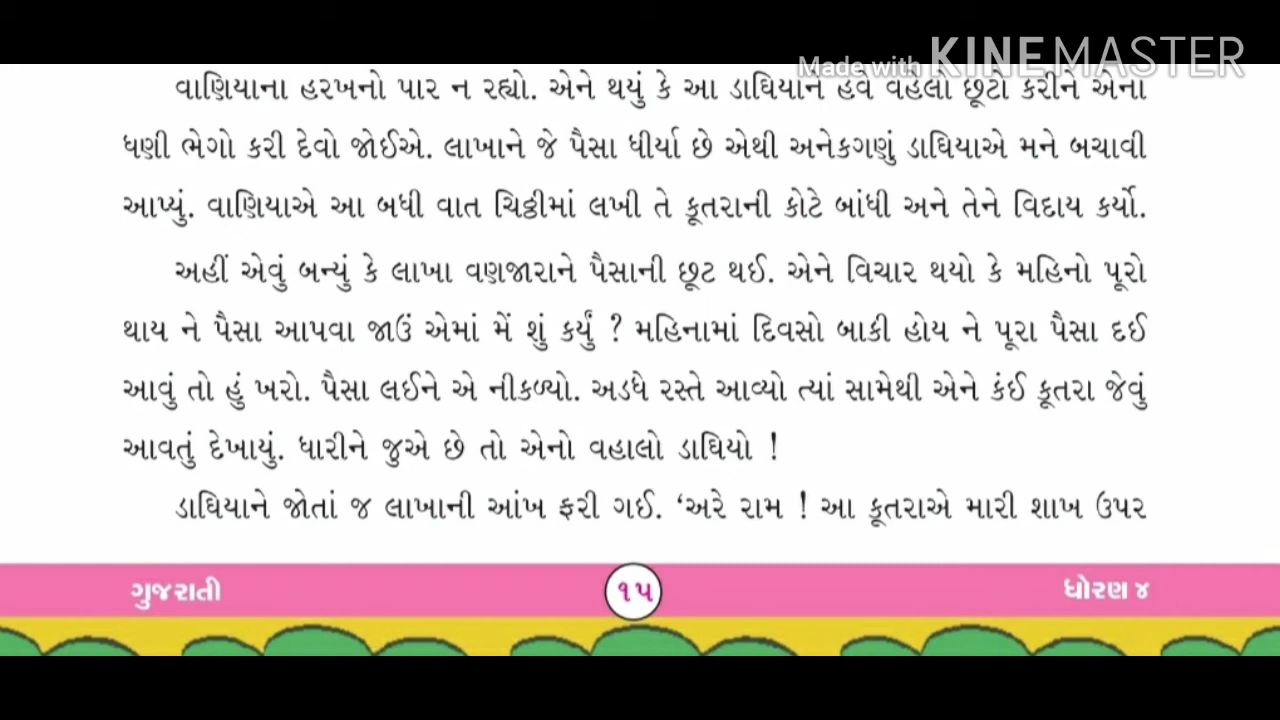 Made with KINEMASTER
વાણિયાના હરખનો પાર ન રહ્યો. એને થયું કે આ ડાઘિયાને હવે વહેલો છૂટો કરીને એના
ધણી ભેગો કરી દેવો જોઈએ. લાખાને જે પૈસા ધીર્યા છે એથી અનેકગણું ડાઘિયાએ મને બચાવી
આપ્યું. વાણિયાએ આ બધી વાત ચિઠ્ઠીમાં લખી તે કૂતરાની કોટે બાંધી અને તેને વિદાય કર્યો.
અહીં એવું બન્યું કે લાખા વણજારાને પૈસાની છૂટ થઈ. એને વિચાર થયો કે મહિનો પૂરો
થાય ને પૈસા આપવા જાઉં એમાં મેં શું કર્યું ? મહિનામાં દિવસો બાકી હોય ને પૂરા પૈસા દઈ
આવું તો હું ખરો. પૈસા લઈને એ નીકળ્યો. અડધે રસ્તે આવ્યો ત્યાં સામેથી એને કંઈ કૂતરા જેવું
આવતું દેખાયું. ધારીને જુએ છે તો એનો વહાલો ડાઘિયો !
ડાઘિયાને જોતાં જ લાખાની આંખ ફરી ગઈ. ‘અરે રામ ! આ કૂતરાએ મારી શાખ ઉપર
ગુજરાતી ૧૫ ધોરણ ૪